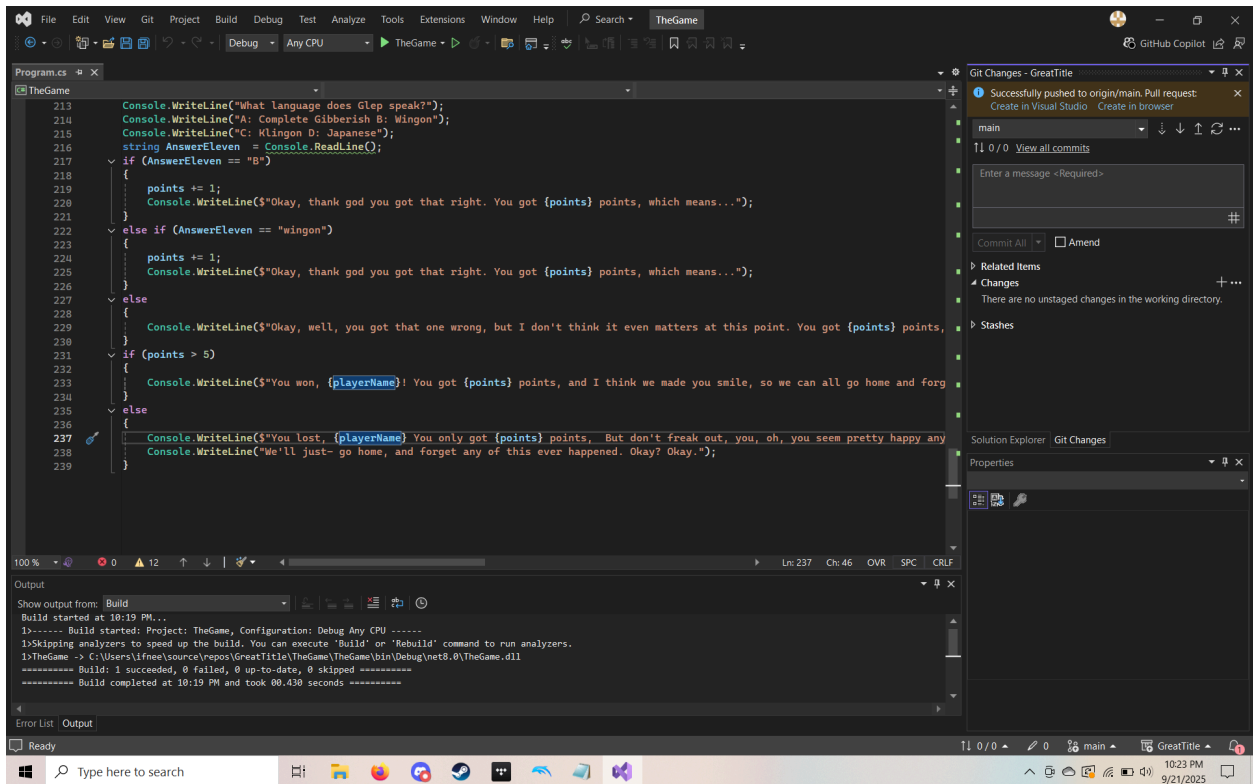 File Edit View Git Project Build Debug Test Analyze Tools Extensions Window Help Search TheGame
Debug Any CPU TheGame GitHub Copilot
Program.cs
TheGame
213 Console.WriteLine("What language does Glep speak?");
214 Console.WriteLine("A: Complete Gibberish B: Wingon");
215 Console.WriteLine("C: Klingon D: Japanese");
216 string AnswerEleven  = Console.ReadLine();
217 if (AnswerEleven == "B")
218 {
219 points += 1;
220 Console.WriteLine($"Okay, thank god you got that right. You got {points} points, which means...");
221 }
222 else if (AnswerEleven == "wingon")
223 {
224 points += 1;
225 Console.WriteLine($"Okay, thank god you got that right. You got {points} points, which means...");
226 }
227 else
228 {
229 Console.WriteLine($"Okay, well, you got that one wrong, but I don't think it even matters at this point. You got {points} points,
230 }
231 if (points > 5)
232 {
233 Console.WriteLine($"You won, {playerName}! You got {points} points, and I think we made you smile, so we can all go home and forg
234 }
235 else
236 {
237 Console.WriteLine($"You lost, {playerName} You only got {points} points,  But don't freak out, you, oh, you seem pretty happy any
238 Console.WriteLine("We'll just— go home, and forget any of this ever happened. Okay? Okay.");
239 }
100 % 0 12 Ln: 237 Ch: 46 OVR SPC CRLF
Output
Show output from: Build
Build started at 10:19 PM...
1>------ Build started: Project: TheGame, Configuration: Debug Any CPU ------
1>Skipping analyzers to speed up the build. You can execute 'Build' or 'Rebuild' command to run analyzers.
1>TheGame -> C:\Users\ifnee\source\repos\GreatTitle\TheGame\TheGame\bin\Debug\net8.0\TheGame.dll
========== Build: 1 succeeded, 0 failed, 0 up-to-date, 0 skipped ==========
========== Build completed at 10:19 PM and took 00.430 seconds ==========
Error List Output
Git Changes - GreatTitle
Successfully pushed to origin/main. Pull request:
Create in Visual Studio Create in browser
main
0 / 0 View all commits
Enter a message <Required>
#
Commit All Amend
Related Items
Changes
There are no unstaged changes in the working directory.
Stashes
Solution Explorer Git Changes
Properties
Ready 0 / 0 0 main GreatTitle 1
Type here to search
10:23 PM
9/21/2025